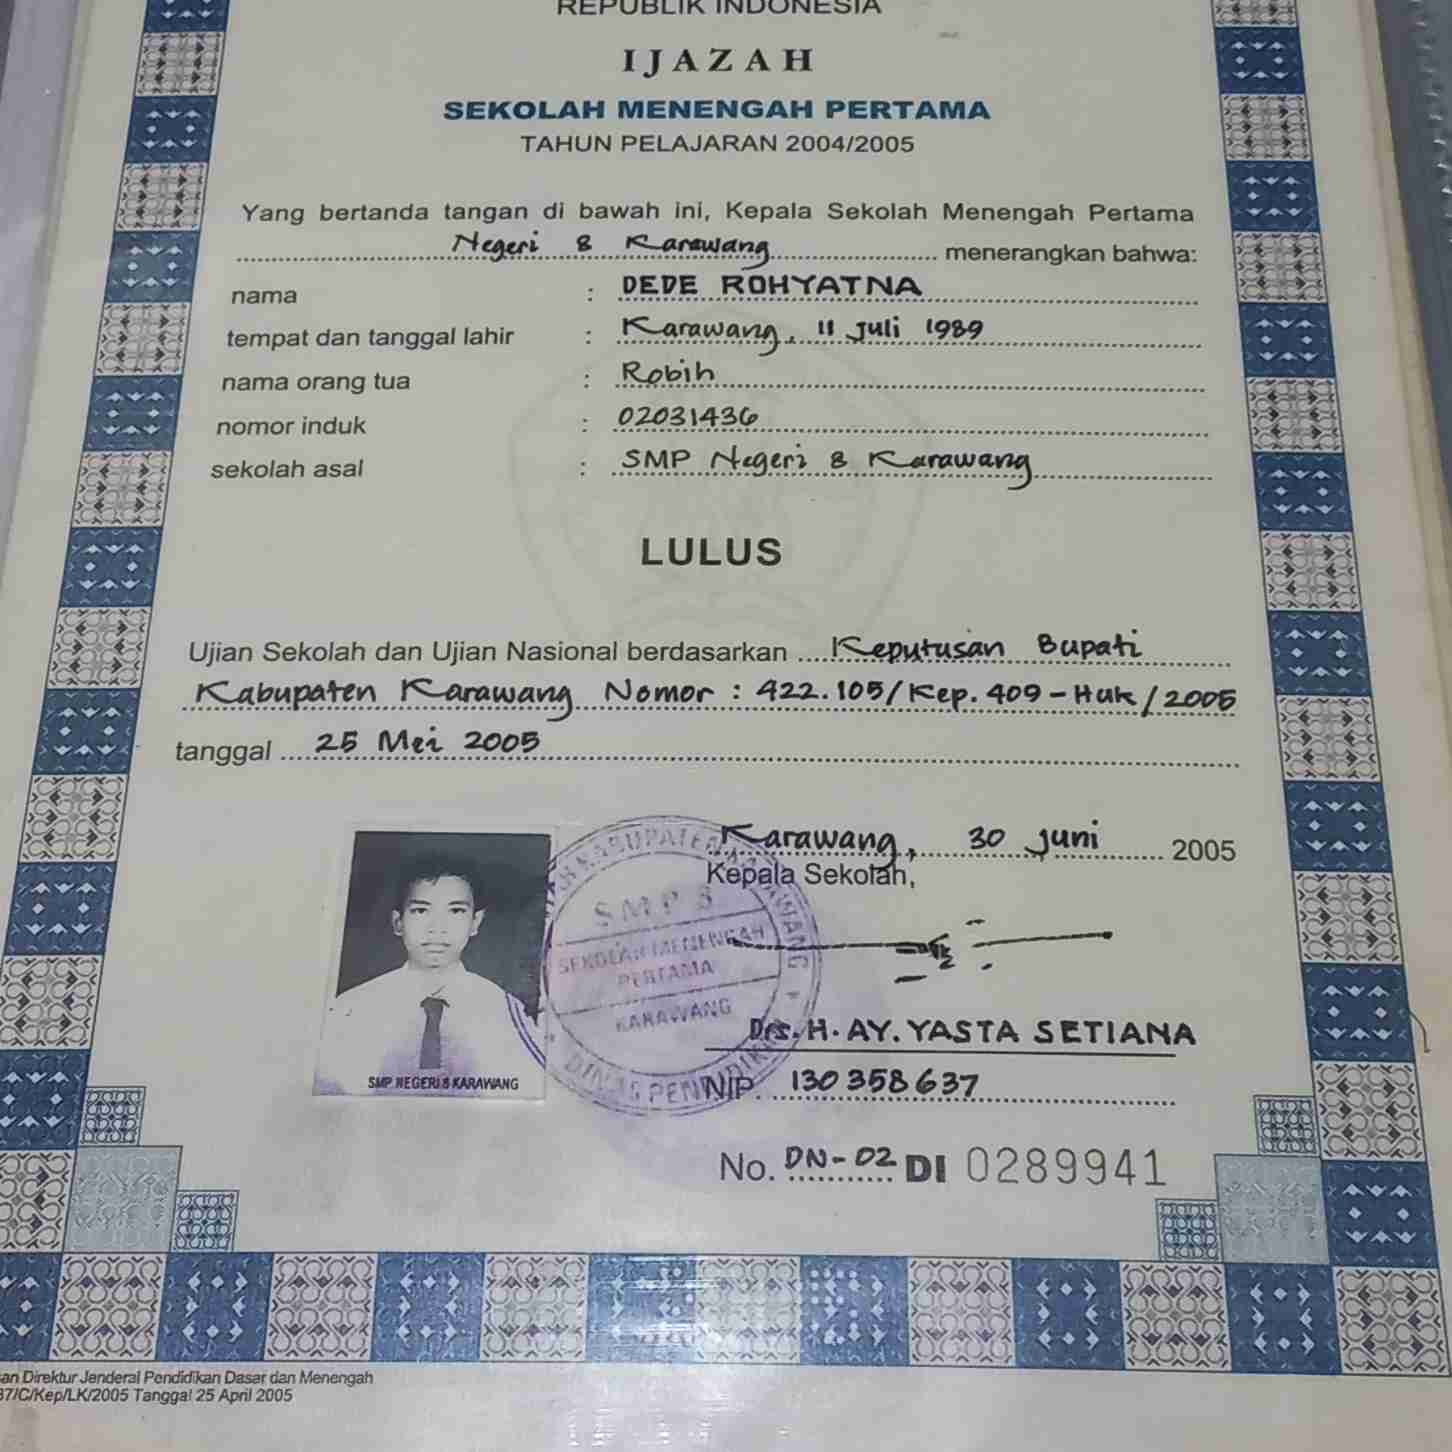 REPUBLIK INDONESIA
IJAZAH
SEKOLAH MENENGAH PERTAMA
TAHUN PELAJARAN 2004/2005
Yang bertanda tangan di bawah ini, Kepala Sekolah Menengah Pertama
Negeri 8 Karawang menerangkan bahwa:
nama : DEDE ROHYATNA
tempat dan tanggal lahir : Karawang, 11 Juli 1989
nama orang tua : Robih
nomor induk : 02031436
sekolah asal : SMP Negeri 8 Karawang
LULUS
Ujian Sekolah dan Ujian Nasional berdasarkan Keputusan Bupati
Kabupaten Karawang Nomor : 422.105/Kep.409-Huk/2005
tanggal 25 Mei 2005
Karawang, 30 Juni 2005
Kepala Sekolah,
KABUPATEN KARAWANG
SMP 8
SEKOLAH MENENGAH
PERTAMA
KARAWANG
DINAS PENDIDIKAN
SMP NEGERI 8 KARAWANG
Drs. H. AY. YASTA SETIANA
NIP. 130 358 637
No. DN-02 DI 0289941
Direktur Jenderal Pendidikan Dasar dan Menengah
37/C/Kep/LK/2005 Tanggal 25 April 2005